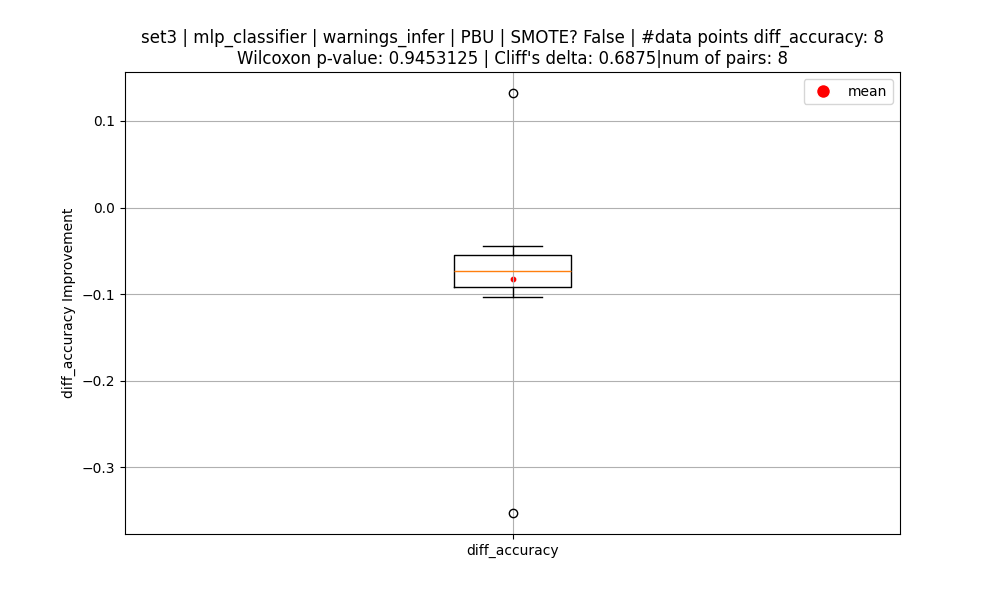 set3 | mlp_classifier | warnings_infer | PBU | SMOTE? False | #data points diff_accuracy: 8
Wilcoxon p-value: 0.9453125 | Cliff's delta: 0.6875|num of pairs: 8
mean
0.1
0.0
−0.1
−0.2
−0.3
diff_accuracy Improvement
diff_accuracy